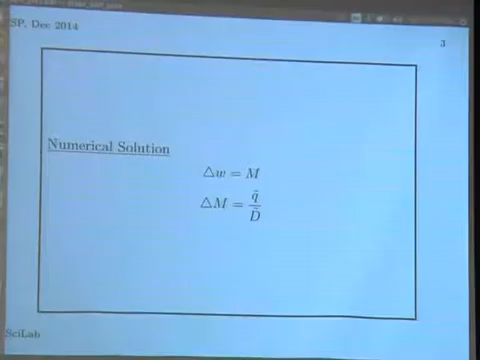 SP, Dec 2014
3
Numerical Solution
△w = M
△M = q̃ / D̃
SciLab